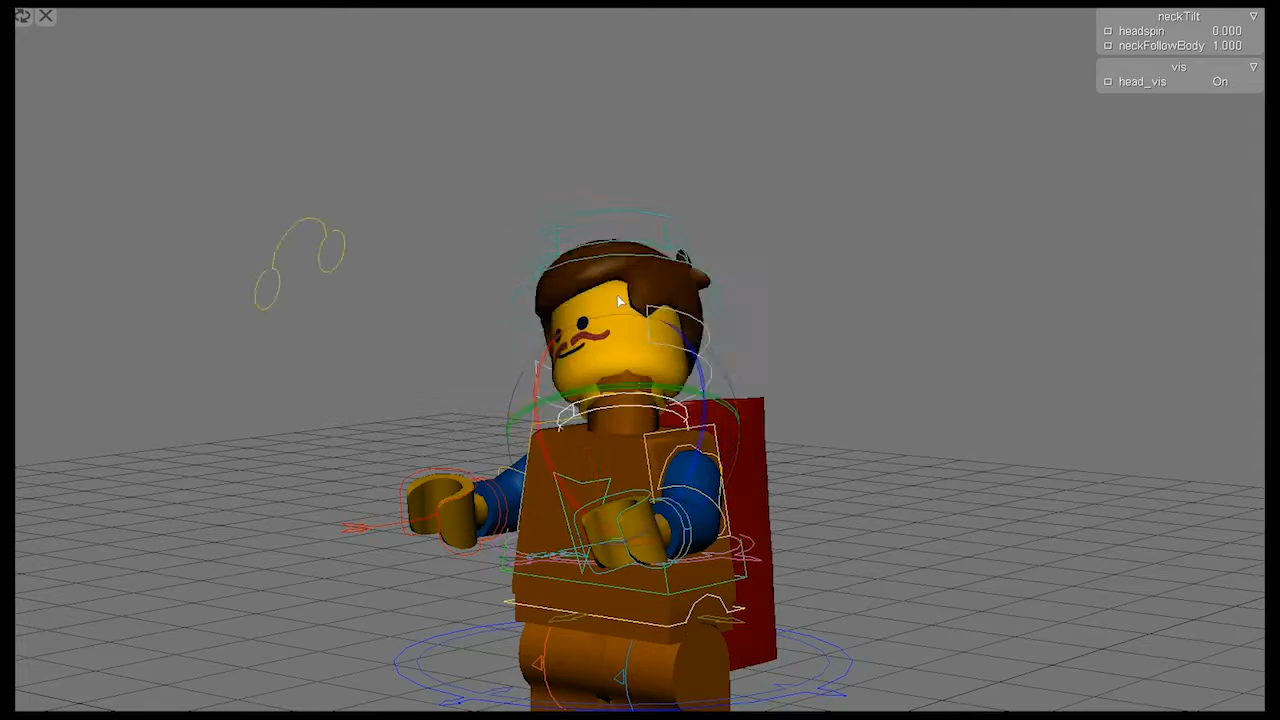 neckTilt
headspin 0.000
neckFollowBody 1.000
vis
head_vis On